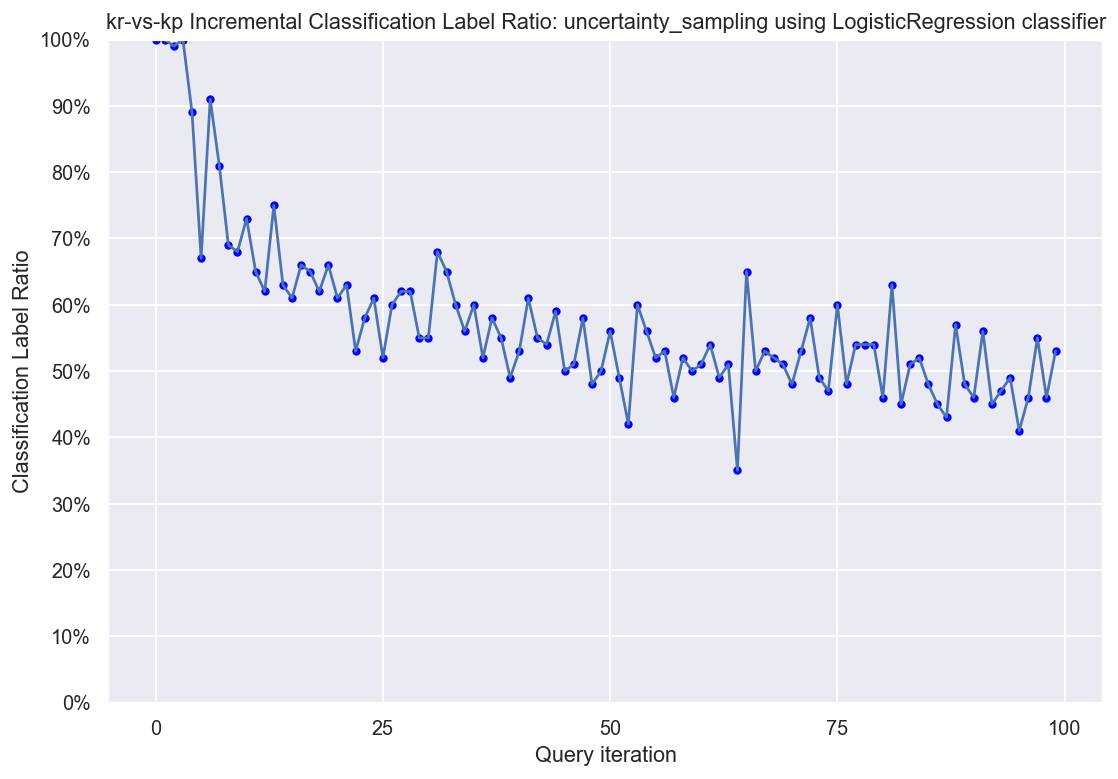 kr-vs-kp Incremental Classification Label Ratio: uncertainty_sampling using LogisticRegression classifier
100%
90%
80%
70%
60%
50%
40%
30%
20%
10%
0%
Classification Label Ratio
0 25 50 75 100
Query iteration